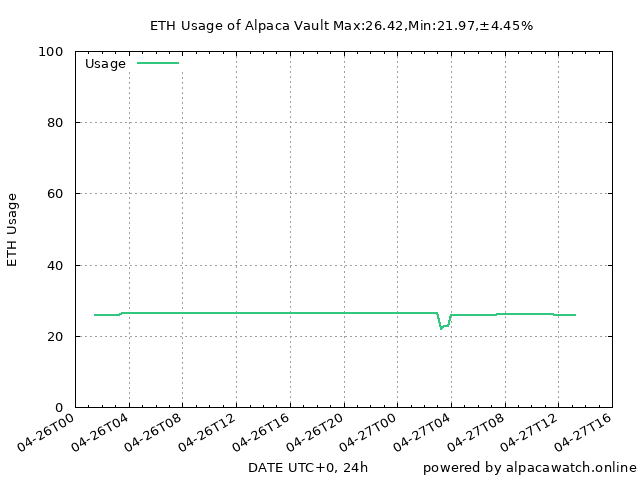 ETH Usage of Alpaca Vault Max:26.42,Min:21.97,±4.45%
100
Usage
80
60
ETH Usage
40
20
0
04-26T00
04-26T04
04-26T08
04-26T12
04-26T16
04-26T20
04-27T00
04-27T04
04-27T08
04-27T12
04-27T16
DATE UTC+0, 24h
powered by alpacawatch.online